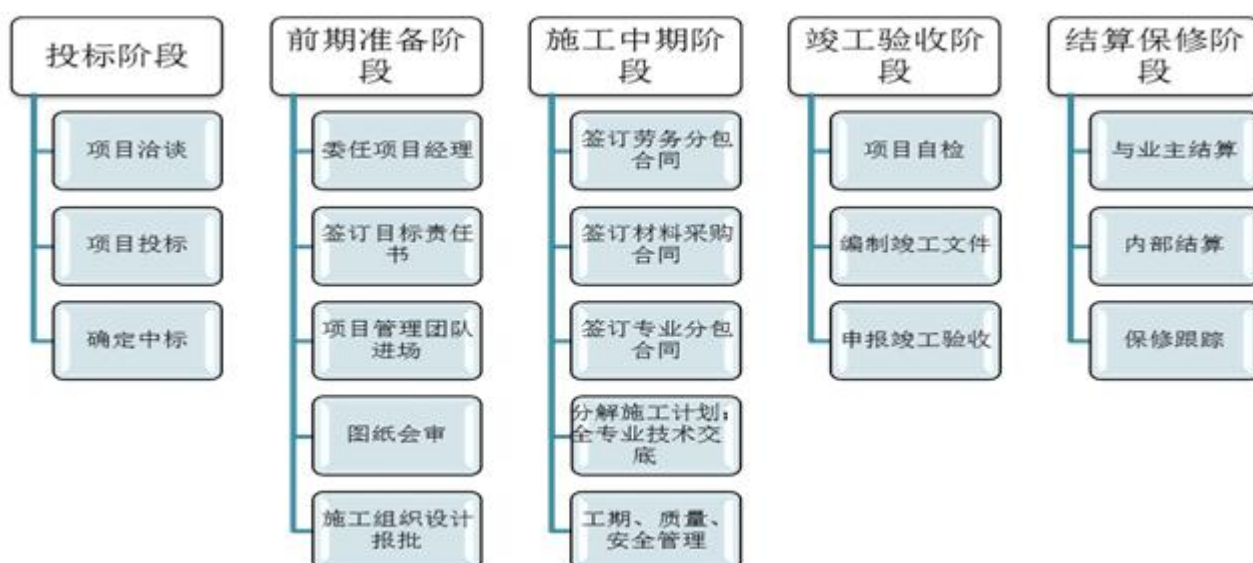 投标阶段
项目洽谈
项目投标
确定中标
前期准备阶
段
委任项目经理
签订目标责任
书
项目管理团队
进场
图纸会审
施工组织设计
报批
施工中期阶
段
签订劳务分包
合同
签订材料采购
合同
签订专业分包
合同
分解施工计划；
全专业技术交
底
工期、质量、
安全管理
竣工验收阶
段
项目自检
编制竣工文件
申报竣工验收
结算保修阶
段
与业主结算
内部结算
保修跟踪